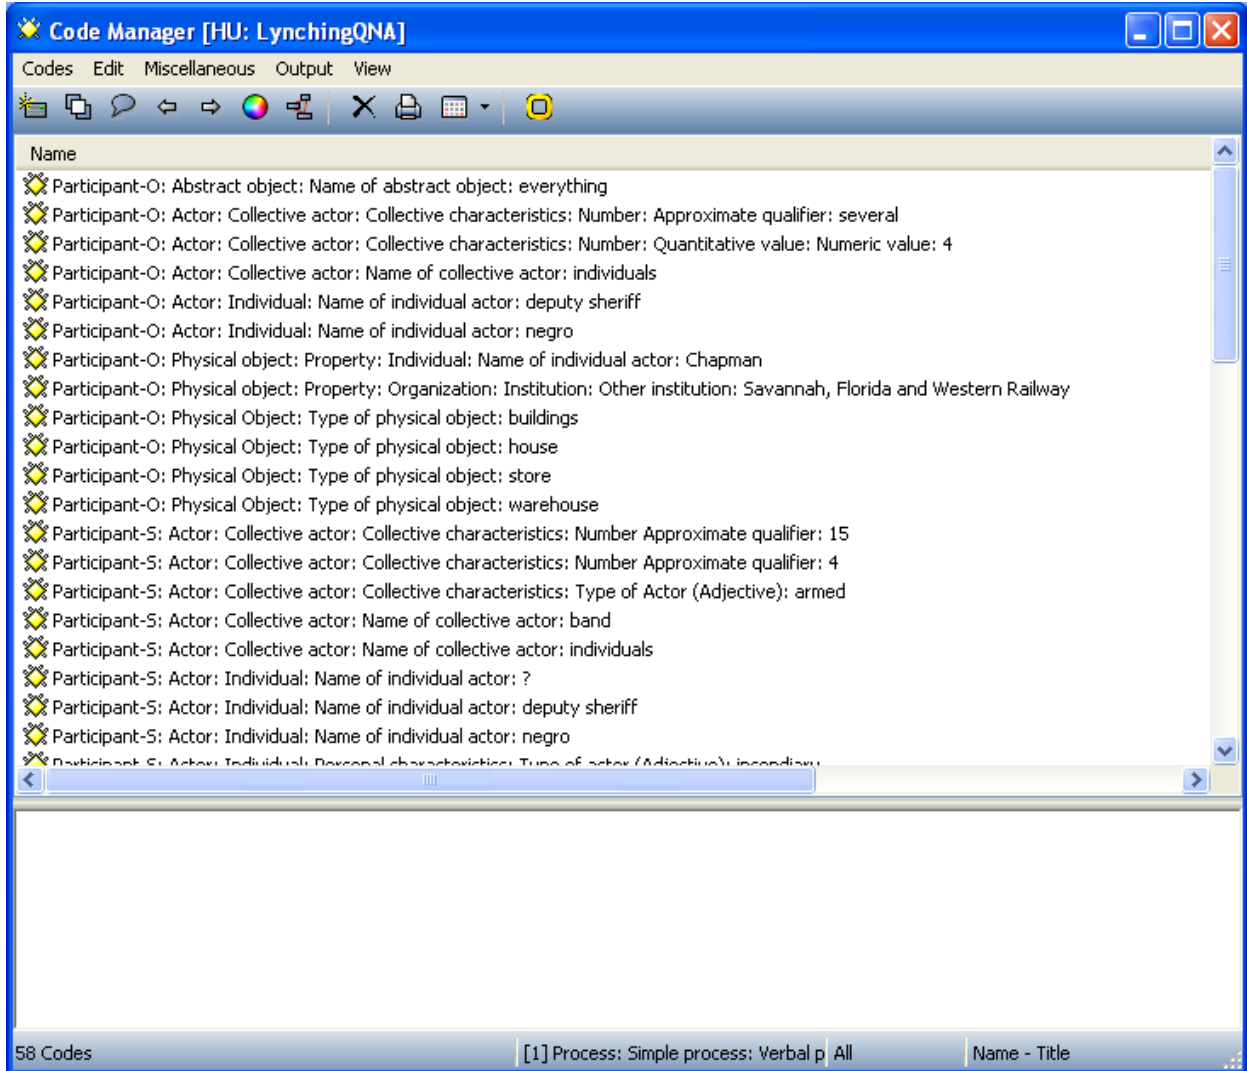 Code Manager [HU: LynchingQNA]
Codes Edit Miscellaneous Output View
Name
Participant-O: Abstract object: Name of abstract object: everything
Participant-O: Actor: Collective actor: Collective characteristics: Number: Approximate qualifier: several
Participant-O: Actor: Collective actor: Collective characteristics: Number: Quantitative value: Numeric value: 4
Participant-O: Actor: Collective actor: Name of collective actor: individuals
Participant-O: Actor: Individual: Name of individual actor: deputy sheriff
Participant-O: Actor: Individual: Name of individual actor: negro
Participant-O: Physical object: Property: Individual: Name of individual actor: Chapman
Participant-O: Physical object: Property: Organization: Institution: Other institution: Savannah, Florida and Western Railway
Participant-O: Physical Object: Type of physical object: buildings
Participant-O: Physical Object: Type of physical object: house
Participant-O: Physical Object: Type of physical object: store
Participant-O: Physical Object: Type of physical object: warehouse
Participant-S: Actor: Collective actor: Collective characteristics: Number Approximate qualifier: 15
Participant-S: Actor: Collective actor: Collective characteristics: Number Approximate qualifier: 4
Participant-S: Actor: Collective actor: Collective characteristics: Type of Actor (Adjective): armed
Participant-S: Actor: Collective actor: Name of collective actor: band
Participant-S: Actor: Collective actor: Name of collective actor: individuals
Participant-S: Actor: Individual: Name of individual actor: ?
Participant-S: Actor: Individual: Name of individual actor: deputy sheriff
Participant-S: Actor: Individual: Name of individual actor: negro
Participant-S: Actor: Individual: Personal characteristics: Type of actor (Adjective): incendiary
58 Codes [1] Process: Simple process: Verbal p All Name - Title